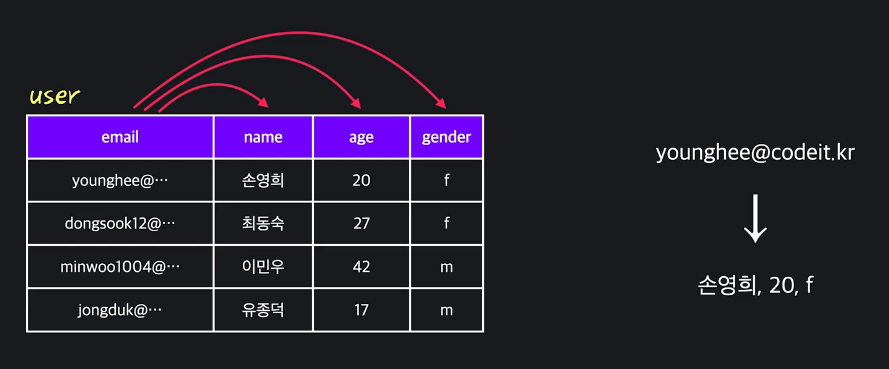 user
email name age gender
younghee@⋯ 손영희 20 f
dongsook12@⋯ 최동숙 27 f
minwoo1004@⋯ 이민우 42 m
jongduk@⋯ 유종덕 17 m
younghee@codeit.kr
손영희, 20, f